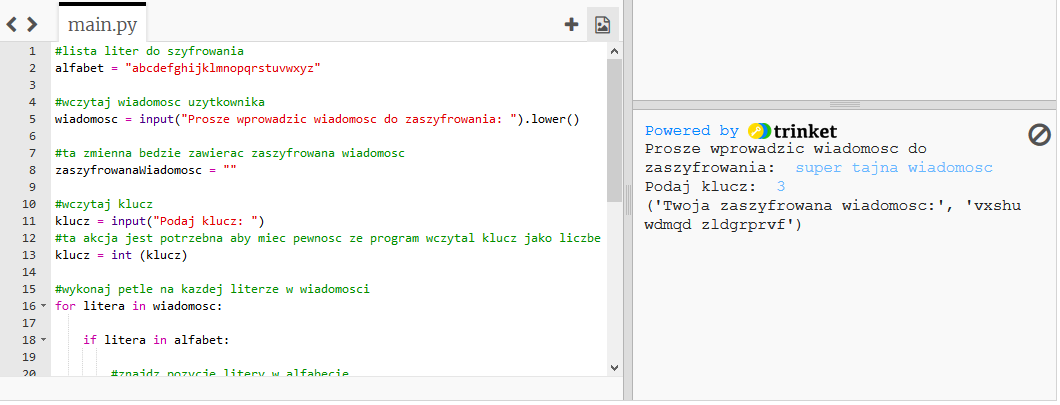 main.py
1 #lista liter do szyfrowania
2 alfabet = "abcdefghijklmnopqrstuvwxyz"
3
4 #wczytaj wiadomosc uzytkownika
5 wiadomosc = input("Prosze wprowadzic wiadomosc do zaszyfrowania: ").lower()
6
7 #ta zmienna bedzie zawierac zaszyfrowana wiadomosc
8 zaszyfrowanaWiadomosc = ""
9
10 #wczytaj klucz
11 klucz = input("Podaj klucz: ")
12 #ta akcja jest potrzebna aby miec pewnosc ze program wczytal klucz jako liczbe
13 klucz = int (klucz)
14
15 #wykonaj petle na kazdej literze w wiadomosci
16 for litera in wiadomosc:
17
18 if litera in alfabet:
19
20 #znajdz pozycje litery w alfabecie
Powered by trinket
Prosze wprowadzic wiadomosc do
zaszyfrowania: super tajna wiadomosc
Podaj klucz: 3
('Twoja zaszyfrowana wiadomosc:', 'vxshu
wdmqd zldgrprvf')